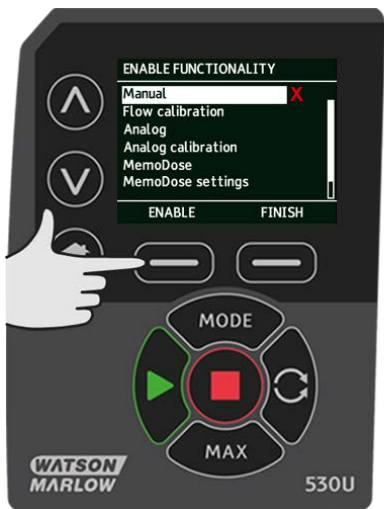 ENABLE FUNCTIONALITY
Manual X
Flow calibration
Analog
Analog calibration
MemoDose
MemoDose settings
ENABLE FINISH
MODE
MAX
WATSON
MARLOW
530U